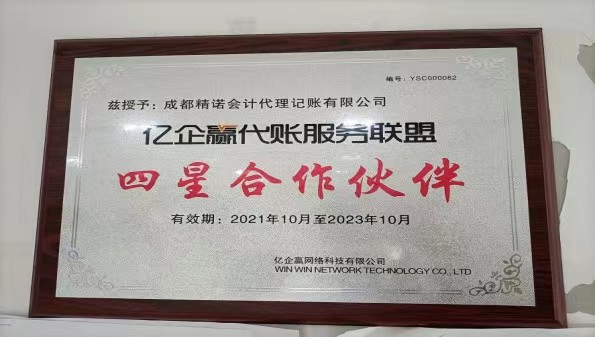 编号：YSC000082
兹授予：成都精诺会计代理记账有限公司
亿企赢代账服务联盟
四星合作伙伴
有效期：2021年10月至2023年10月
亿企赢网络科技有限公司
WIN WIN NETWORK TECHNOLOGY CO., LTD